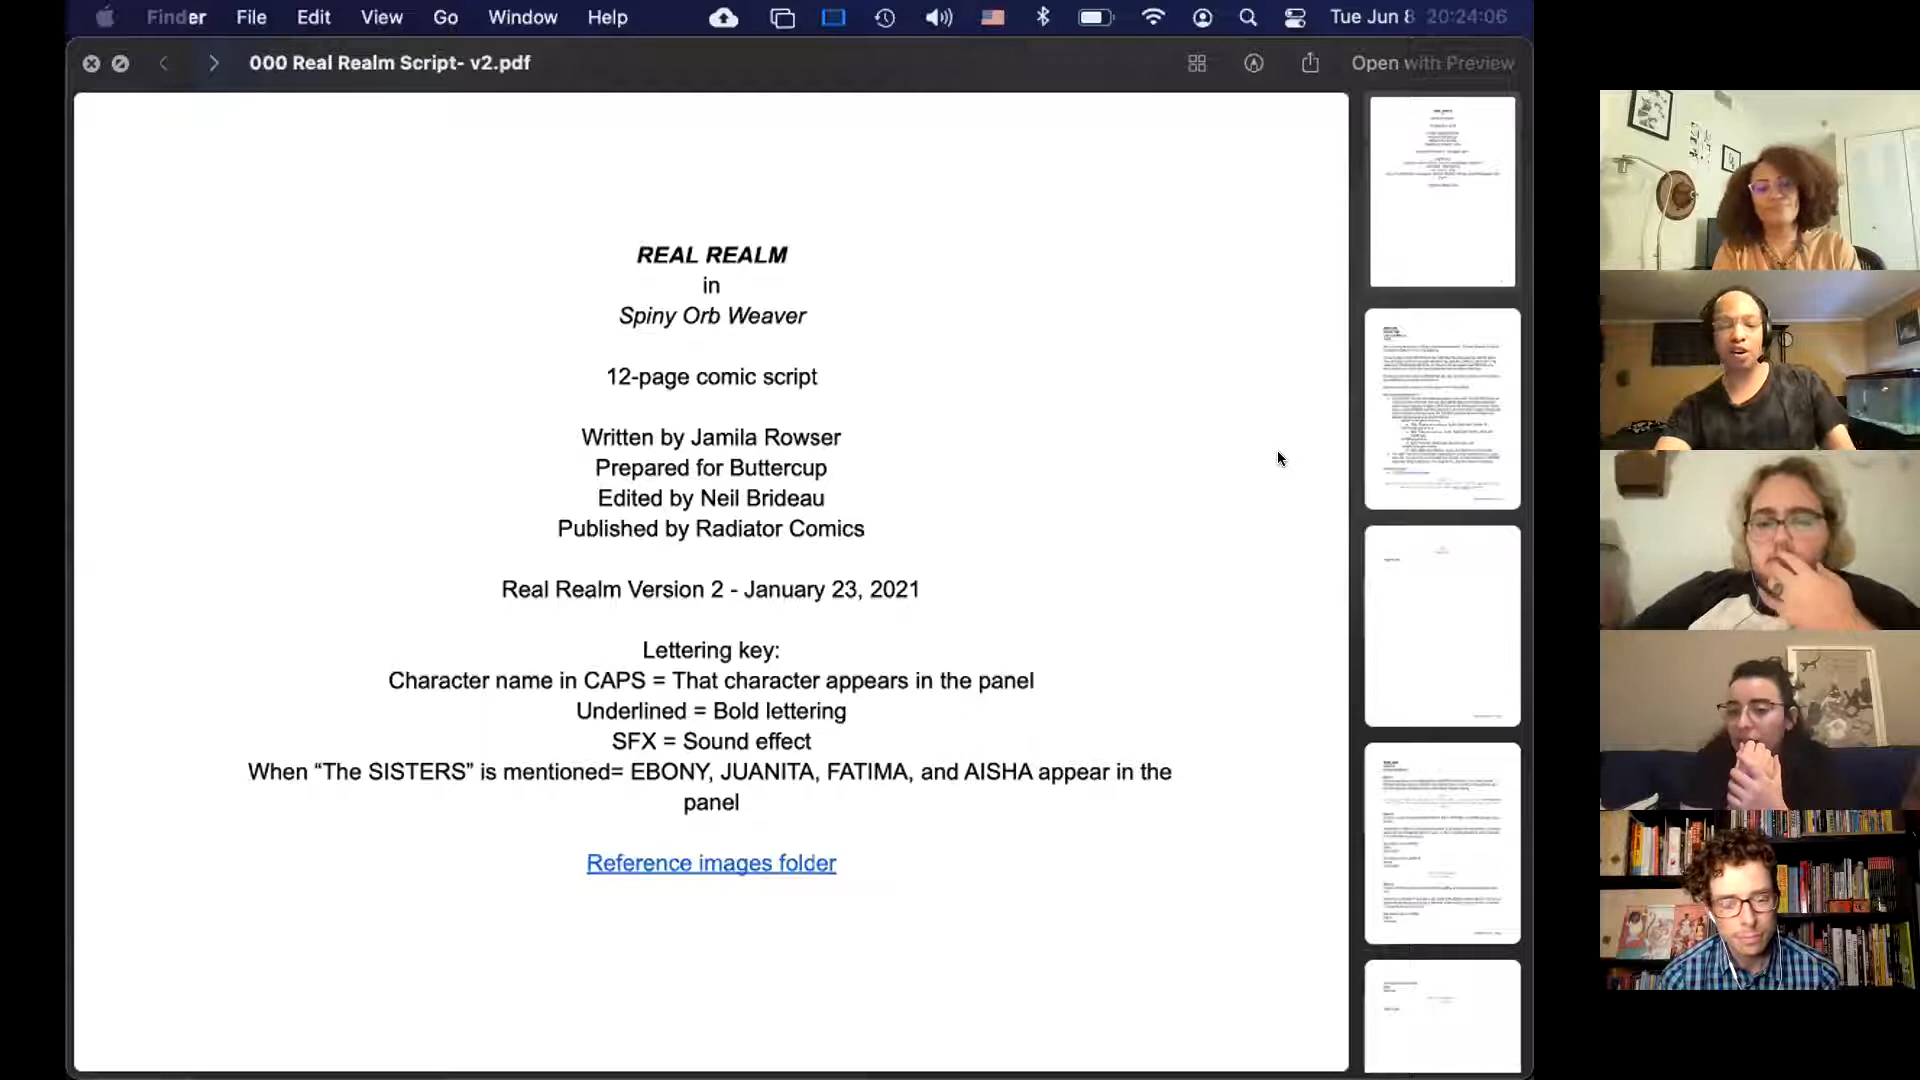 Finder File Edit View Go Window Help Tue Jun 8 20:24:06
000 Real Realm Script- v2.pdf Open with Preview
REAL REALM
in
Spiny Orb Weaver
12-page comic script
Written by Jamila Rowser
Prepared for Buttercup
Edited by Neil Brideau
Published by Radiator Comics
Real Realm Version 2 - January 23, 2021
Lettering key:
Character name in CAPS = That character appears in the panel
Underlined = Bold lettering
SFX = Sound effect
When “The SISTERS” is mentioned= EBONY, JUANITA, FATIMA, and AISHA appear in the
panel
Reference images folder